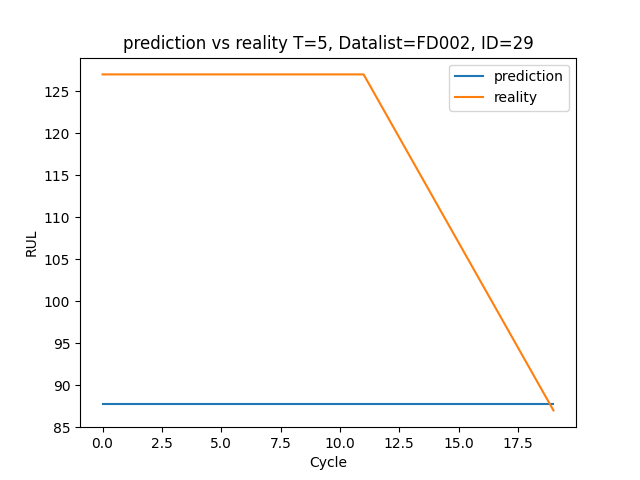 prediction vs reality T=5, Datalist=FD002, ID=29
prediction
reality
125
120
115
110
105
100
95
90
85
RUL
0.0 2.5 5.0 7.5 10.0 12.5 15.0 17.5
Cycle